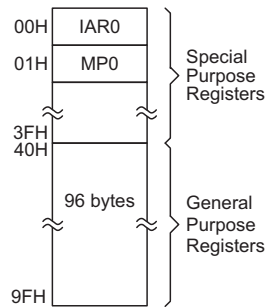 00H IAR0
01H MP0
Special
Purpose
Registers
3FH
40H
96 bytes
General
Purpose
Registers
9FH